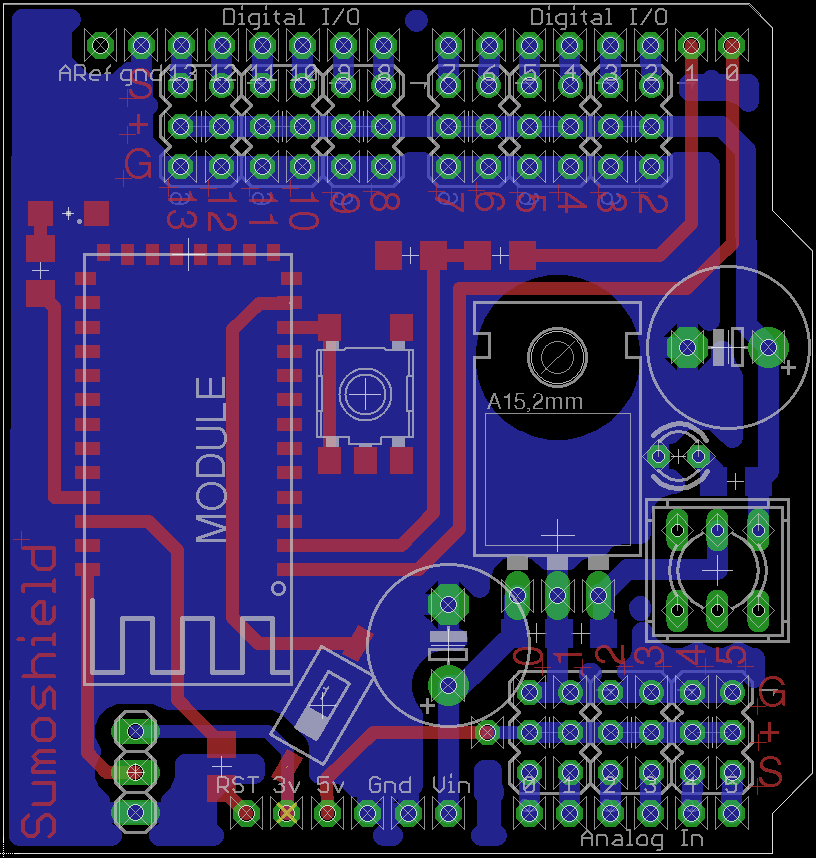 Digital I/O Digital I/O
ARef gnd 13 12 11 10 9 8 7 6 5 4 3 2 1 0
S
+
G
13 12 11 10 9 8 7 6 5 4 3 2
MODULE
A15,2mm
+
Sumoshield
0 1 2 3 4 5
G
+
+
S
RST 3v 5v Gnd Vin 0 1 2 3 4 5
Analog In